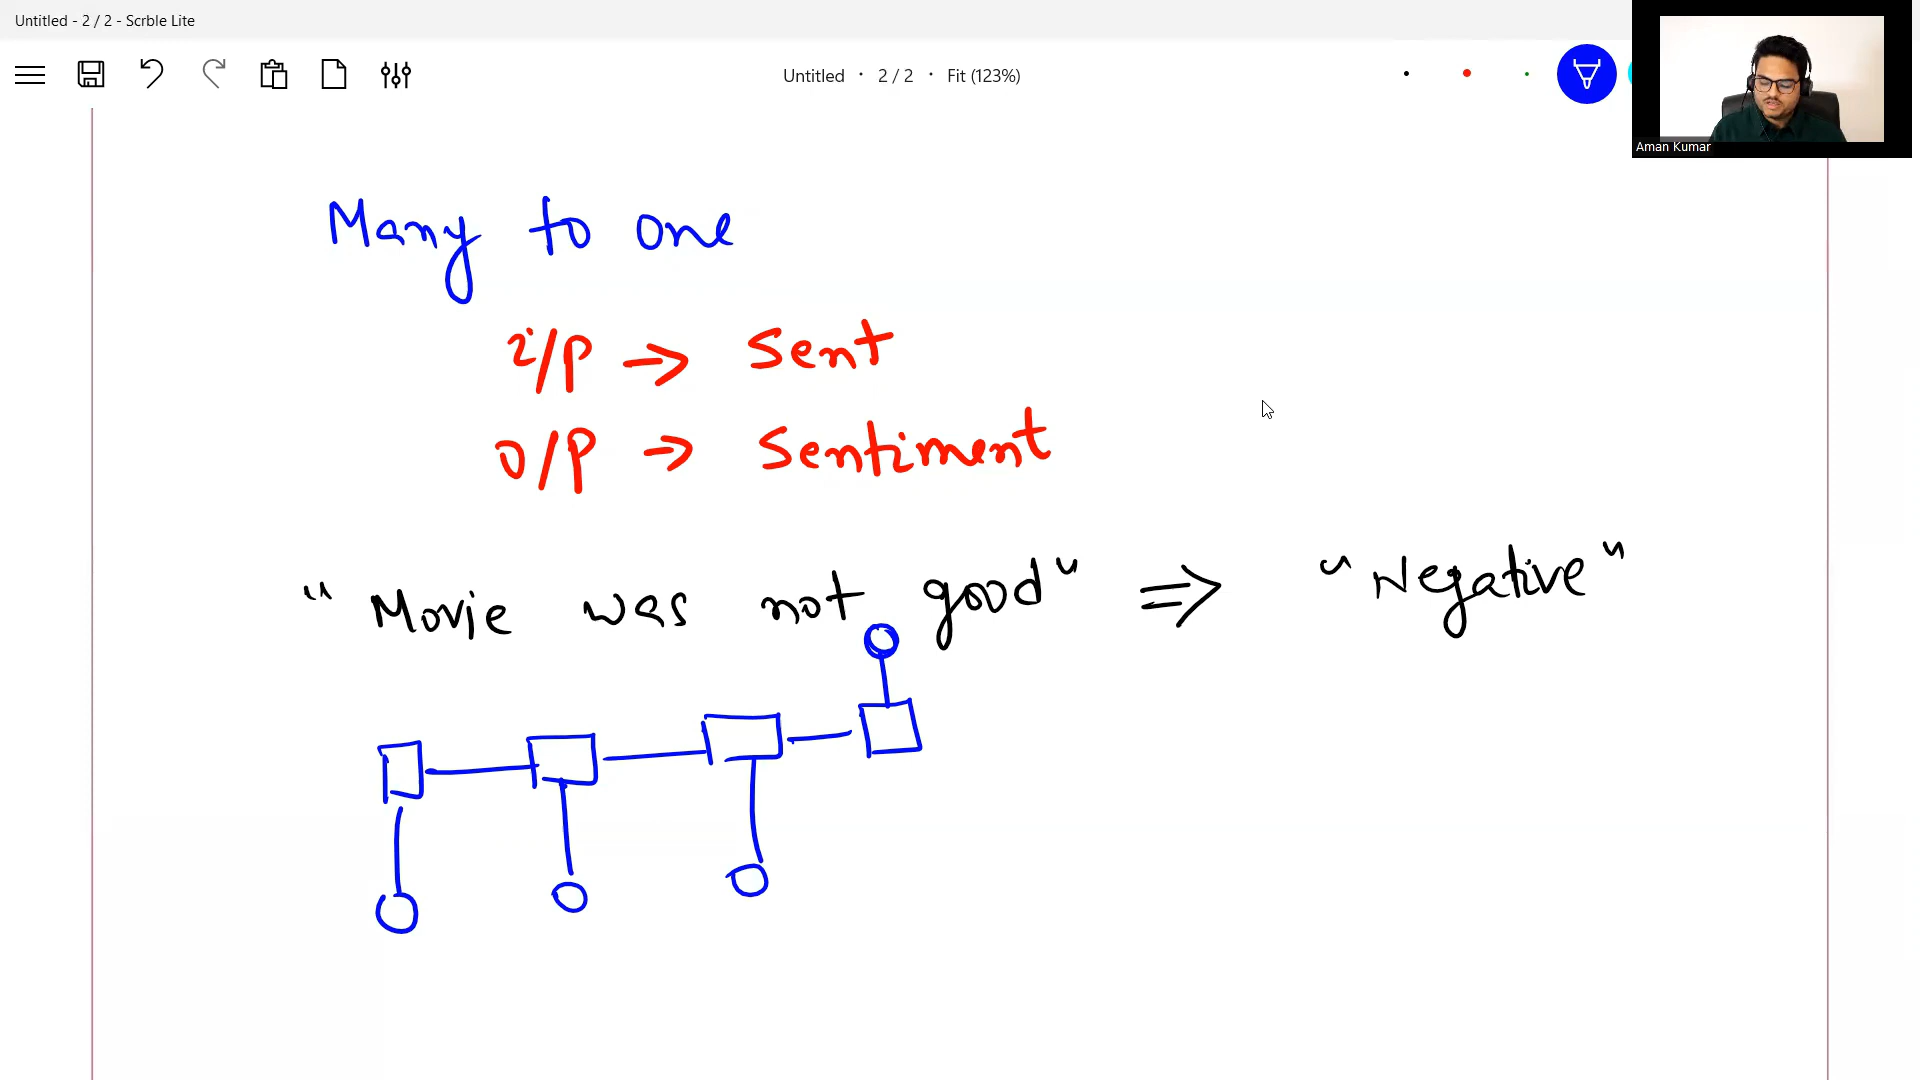 Untitled - 2 / 2 - Scrble Lite
Untitled • 2 / 2 • Fit (123%)
Aman Kumar
Many to one
i/p → Sent
O/P → Sentiment
"Movie was not good" ⇒ "Negative"